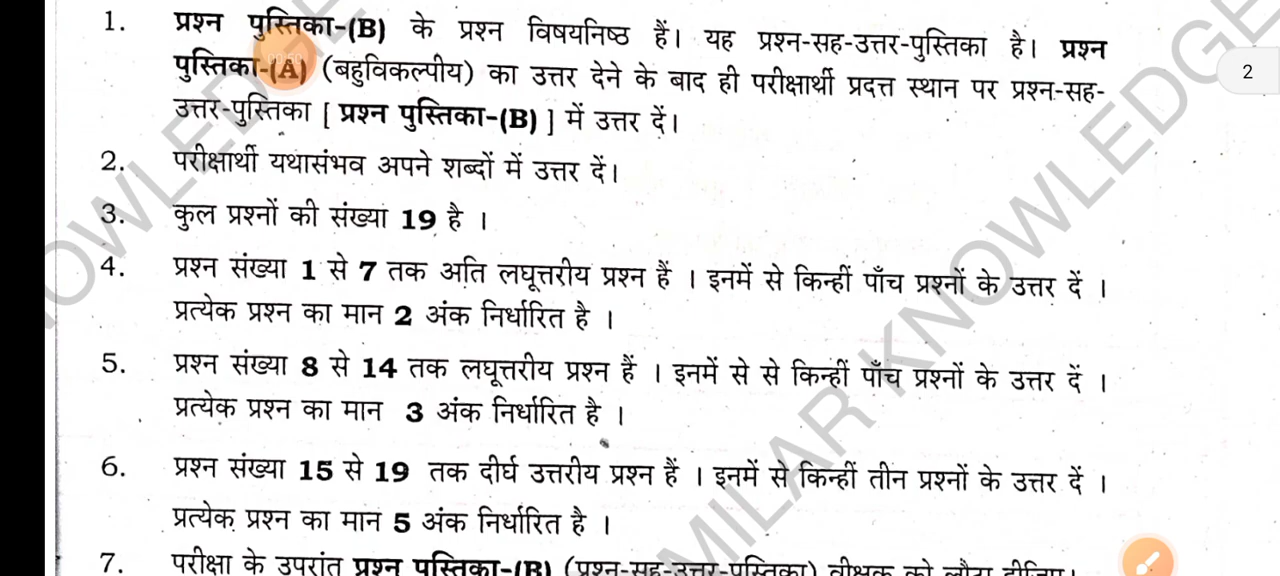 1. प्रश्न पुस्तिका-(B) के प्रश्न विषयनिष्ठ हैं। यह प्रश्न-सह-उत्तर-पुस्तिका है। प्रश्न
पुस्तिका-(A) (बहुविकल्पीय) का उत्तर देने के बाद ही परीक्षार्थी प्रदत्त स्थान पर प्रश्न-सह-
उत्तर-पुस्तिका [ प्रश्न पुस्तिका-(B) ] में उत्तर दें।
2
2. परीक्षार्थी यथासंभव अपने शब्दों में उत्तर दें।
3. कुल प्रश्नों की संख्या 19 है ।
4. प्रश्न संख्या 1 से 7 तक अति लघूत्तरीय प्रश्न हैं । इनमें से किन्हीं पाँच प्रश्नों के उत्तर दें ।
प्रत्येक प्रश्न का मान 2 अंक निर्धारित है ।
5. प्रश्न संख्या 8 से 14 तक लघूत्तरीय प्रश्न हैं । इनमें से से किन्हीं पाँच प्रश्नों के उत्तर दें ।
प्रत्येक प्रश्न का मान 3 अंक निर्धारित है ।
6. प्रश्न संख्या 15 से 19 तक दीर्घ उत्तरीय प्रश्न हैं । इनमें से किन्हीं तीन प्रश्नों के उत्तर दें ।
प्रत्येक प्रश्न का मान 5 अंक निर्धारित है ।
7. परीक्षा के उपरांत प्रश्न पुस्तिका-(B) (प्रश्न-सह-उत्तर-पुस्तिका) वीक्षक को लौटा दीजिए।
OWLEDGE
MILAR KNOWLEDGE